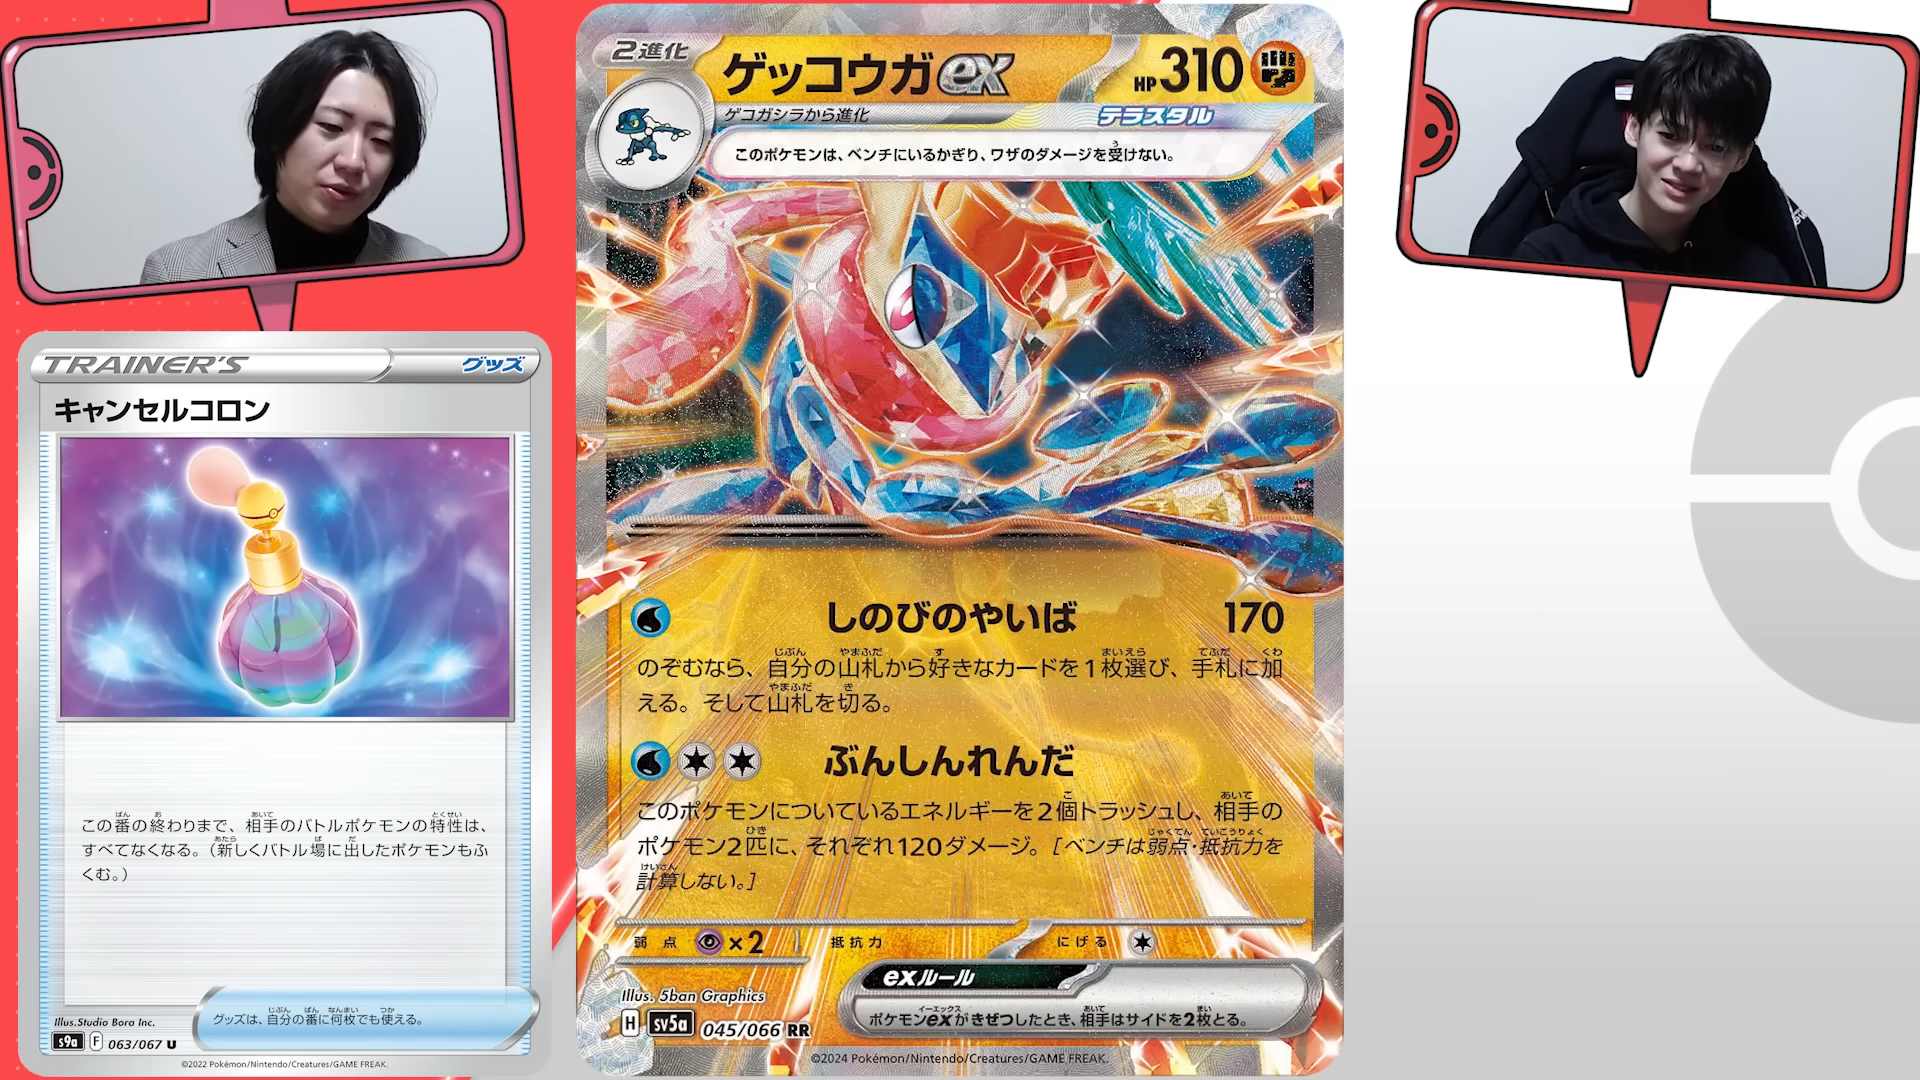 TRAINER'S グッズ
キャンセルコロン
この番の終わりまで、相手のバトルポケモンの特性は、
すべてなくなる。(新しくバトル場に出したポケモンもふ
くむ。)
Illus.Studio Bora Inc.
グッズは、自分の番に何枚でも使える。
s9a F 063/067 U
©2022 Pokémon/Nintendo/Creatures/GAME FREAK.
2進化 ゲッコウガex HP310
ゲコガシラから進化 テラスタル
このポケモンは、ベンチにいるかぎり、ワザのダメージを受けない。
しのびのやいば 170
のぞむなら、自分の山札から好きなカードを1枚選び、手札に加
える。そして山札を切る。
ぶんしんれんだ
このポケモンについているエネルギーを2個トラッシュし、相手の
ポケモン2匹に、それぞれ120ダメージ。[ベンチは弱点・抵抗力を
計算しない。]
弱点 ×2 抵抗力 にげる
exルール
ポケモンexがきぜつしたとき、相手はサイドを2枚とる。
Illus. 5ban Graphics
H sv5a 045/066 RR
©2024 Pokémon/Nintendo/Creatures/GAME FREAK.